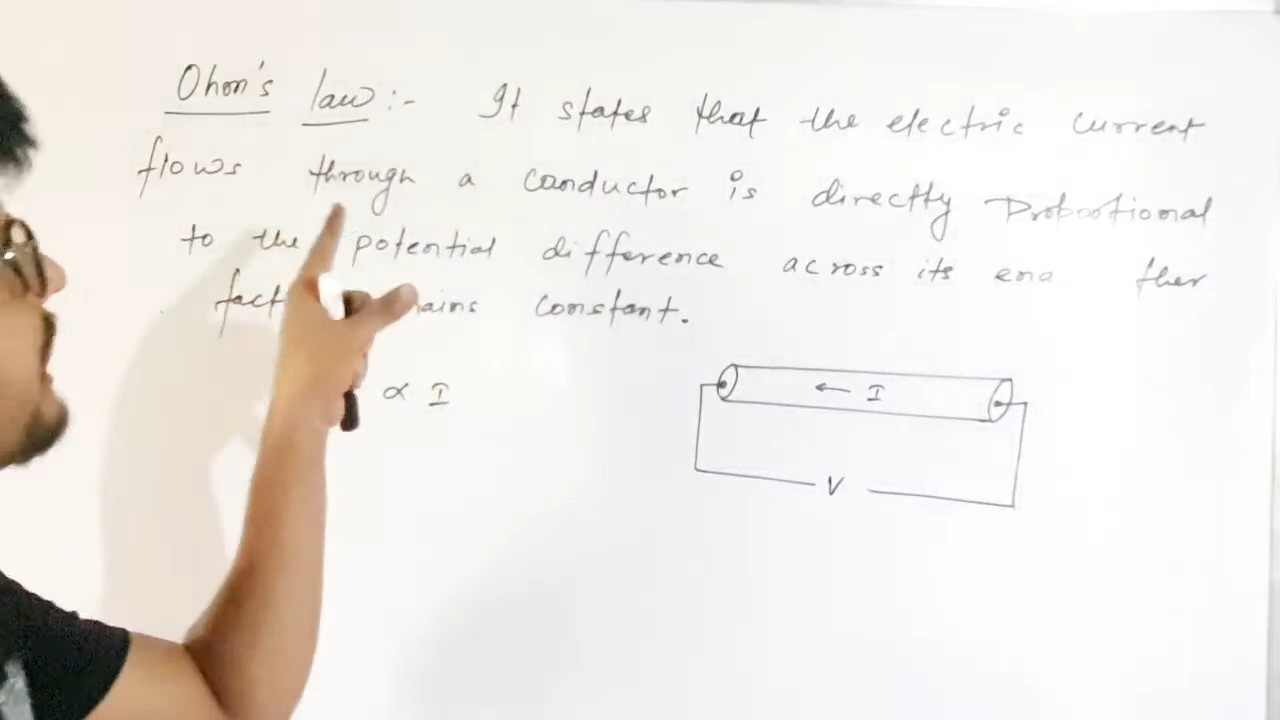 Ohm's law :- It states that the electric current
flows through a conductor is directly Proportional
to the potential difference across its end ther
fact constant.
∝ I
← I
V